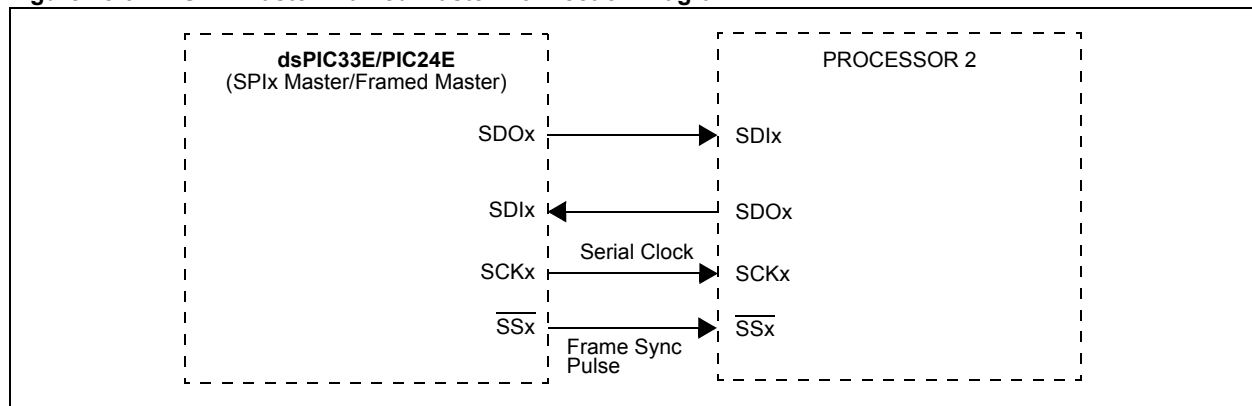 dsPIC33E/PIC24E
(SPIx Master/Framed Master)
PROCESSOR 2
SDOx
SDIx
SDIx
SDOx
Serial Clock
SCKx
SCKx
SSx
SSx
Frame Sync
Pulse